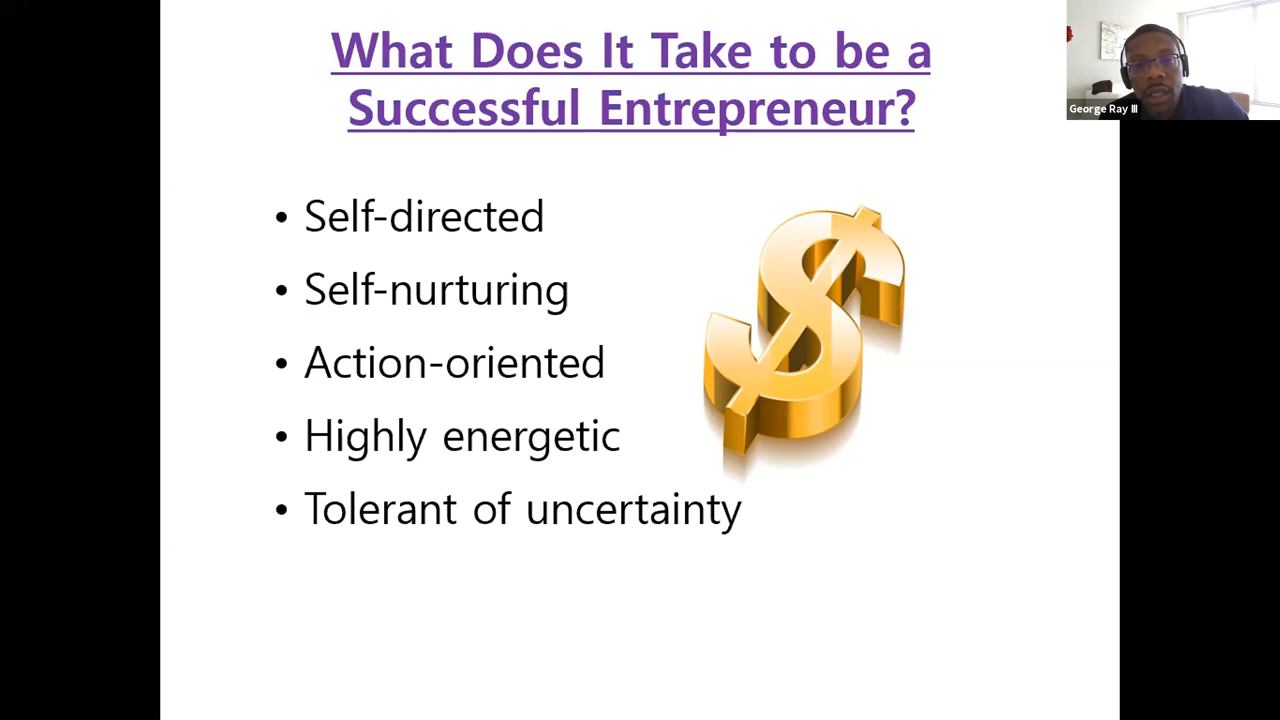 What Does It Take to be a
Successful Entrepreneur?
George Ray III
• Self-directed
• Self-nurturing
• Action-oriented
• Highly energetic
• Tolerant of uncertainty